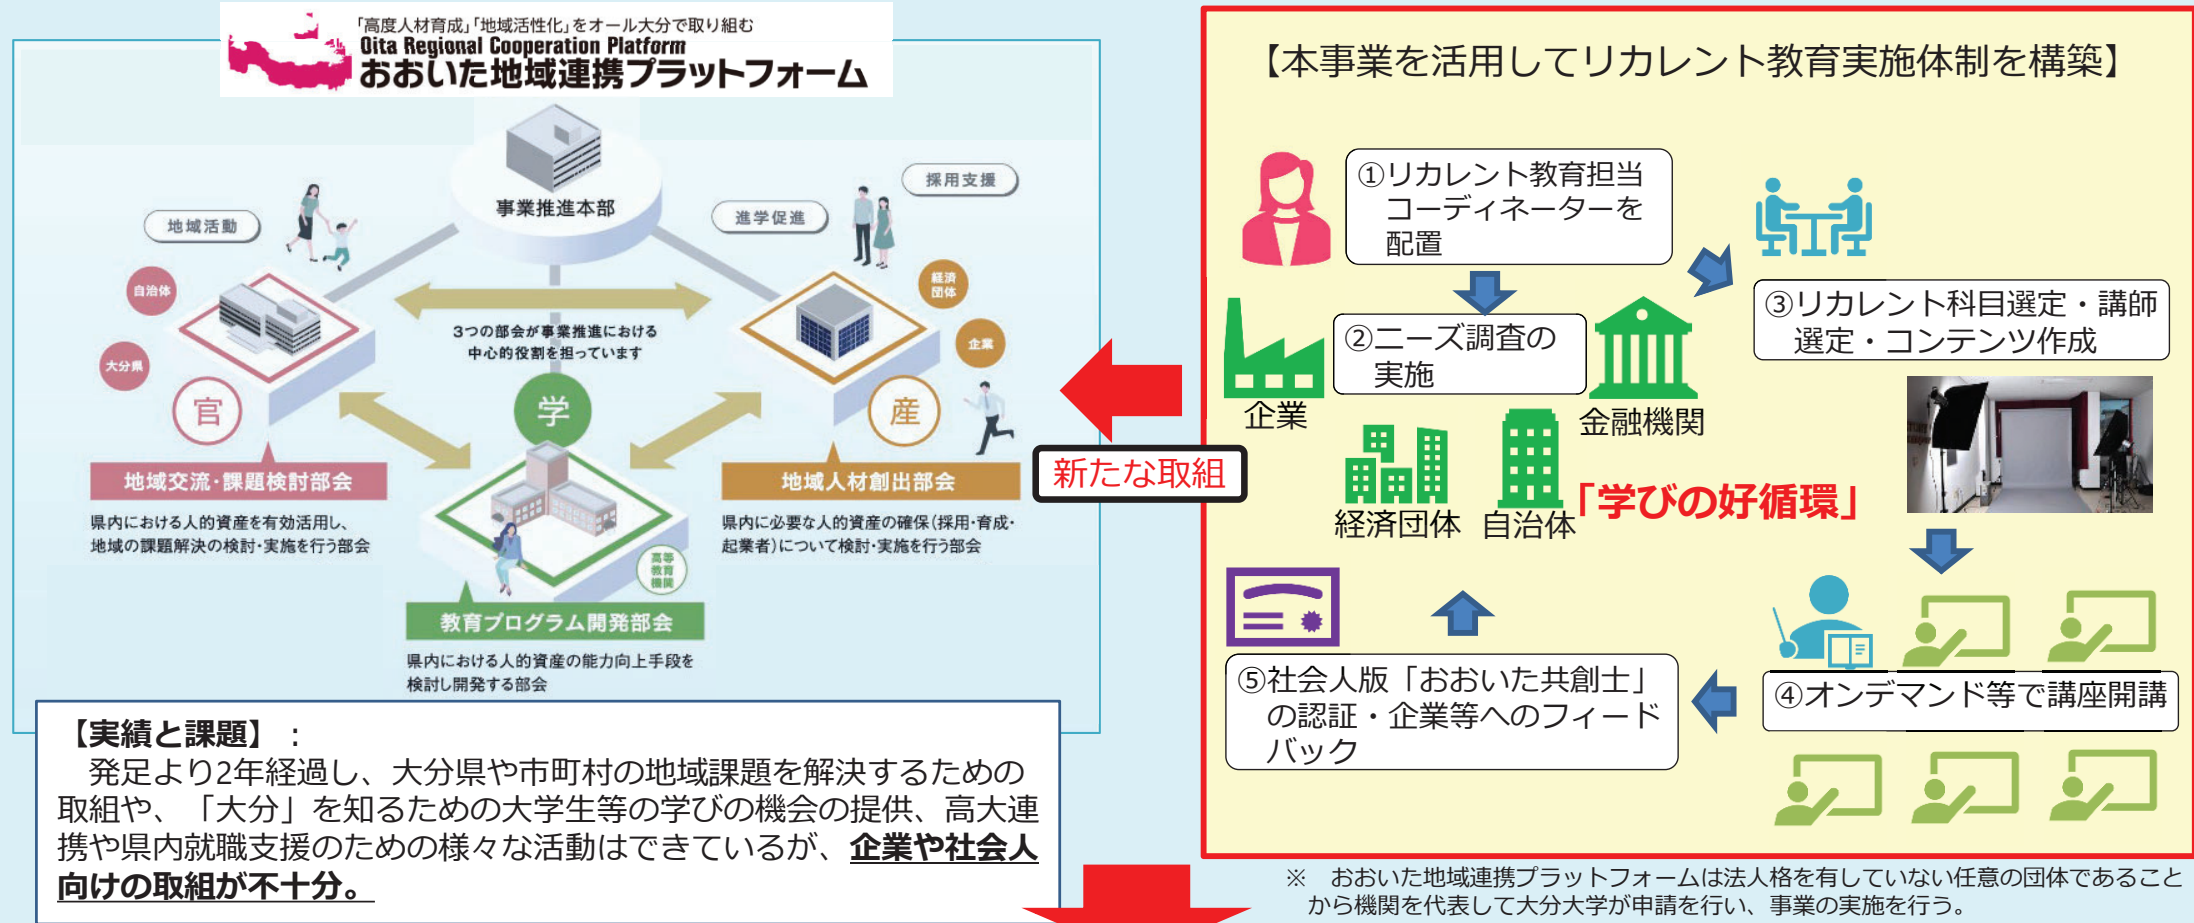 「高度人材育成」「地域活性化」をオール大分で取り組む
Oita Regional Cooperation Platform
おおいた地域連携プラットフォーム
事業推進本部
地域活動
進学促進
採用支援
自治体
大分県
経済
団体
企業
3つの部会が事業推進における
中心的役割を担っています
官
学
産
地域交流・課題検討部会
県内における人的資産を有効活用し、
地域の課題解決の検討・実施を行う部会
地域人材創出部会
県内に必要な人的資産の確保(採用・育成・
起業者)について検討・実施を行う部会
高等
教育
機関
教育プログラム開発部会
県内における人的資産の能力向上手段を
検討し開発する部会
【実績と課題】：
発足より2年経過し、大分県や市町村の地域課題を解決するための
取組や、「大分」を知るための大学生等の学びの機会の提供、高大連
携や県内就職支援のための様々な活動はできているが、企業や社会人
向けの取組が不十分。
新たな取組
【本事業を活用してリカレント教育実施体制を構築】
①リカレント教育担当
コーディネーターを
配置
②ニーズ調査の
実施
企業
金融機関
経済団体
自治体
③リカレント科目選定・講師
選定・コンテンツ作成
「学びの好循環」
④オンデマンド等で講座開講
⑤社会人版「おおいた共創士」
の認証・企業等へのフィード
バック
※　おおいた地域連携プラットフォームは法人格を有していない任意の団体であること
から機関を代表して大分大学が申請を行い、事業の実施を行う。